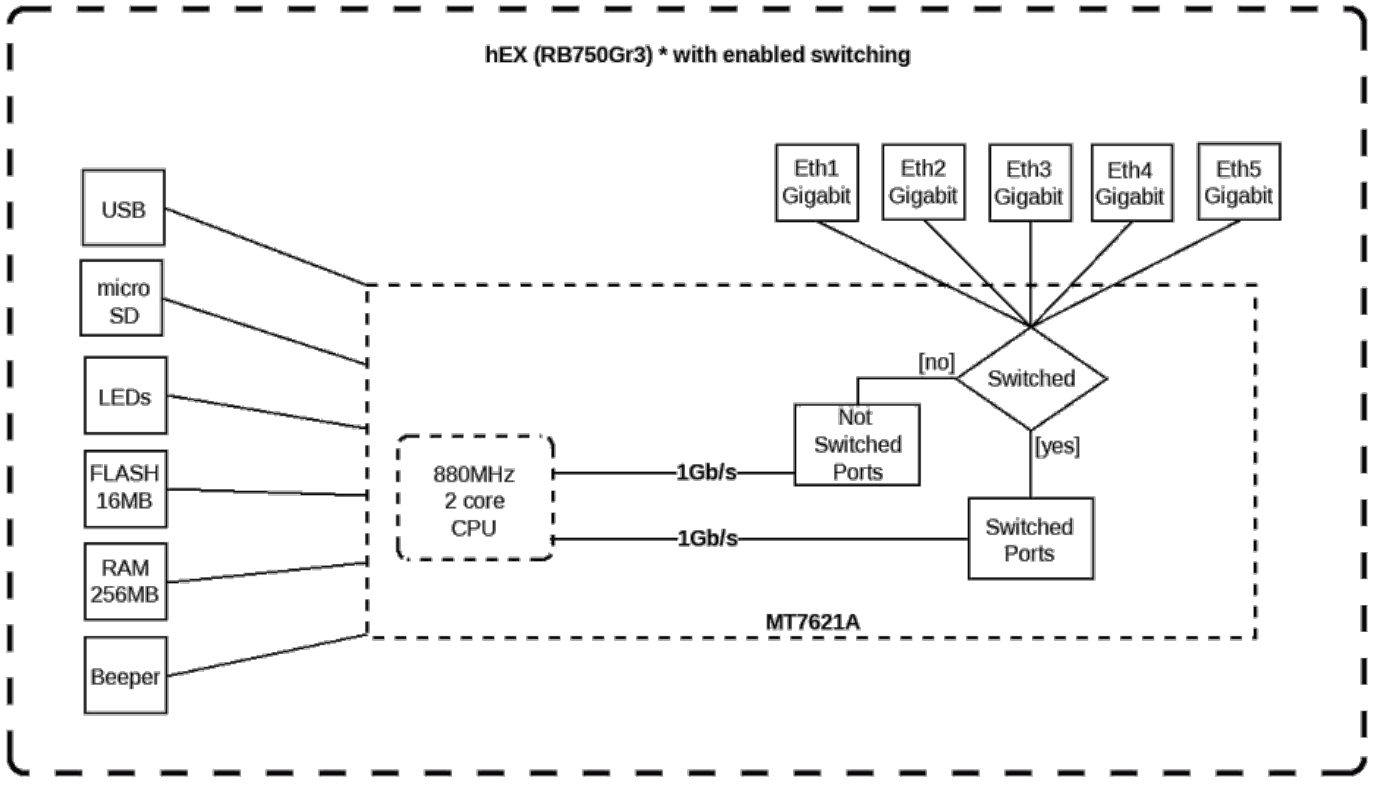 hEX (RB750Gr3) * with enabled switching
Eth1
Gigabit
Eth2
Gigabit
Eth3
Gigabit
Eth4
Gigabit
Eth5
Gigabit
USB
micro
SD
LEDs
FLASH
16MB
RAM
256MB
Beeper
[no]
Switched
[yes]
Not
Switched
Ports
880MHz
2 core
CPU
1Gb/s
1Gb/s
Switched
Ports
MT7621A